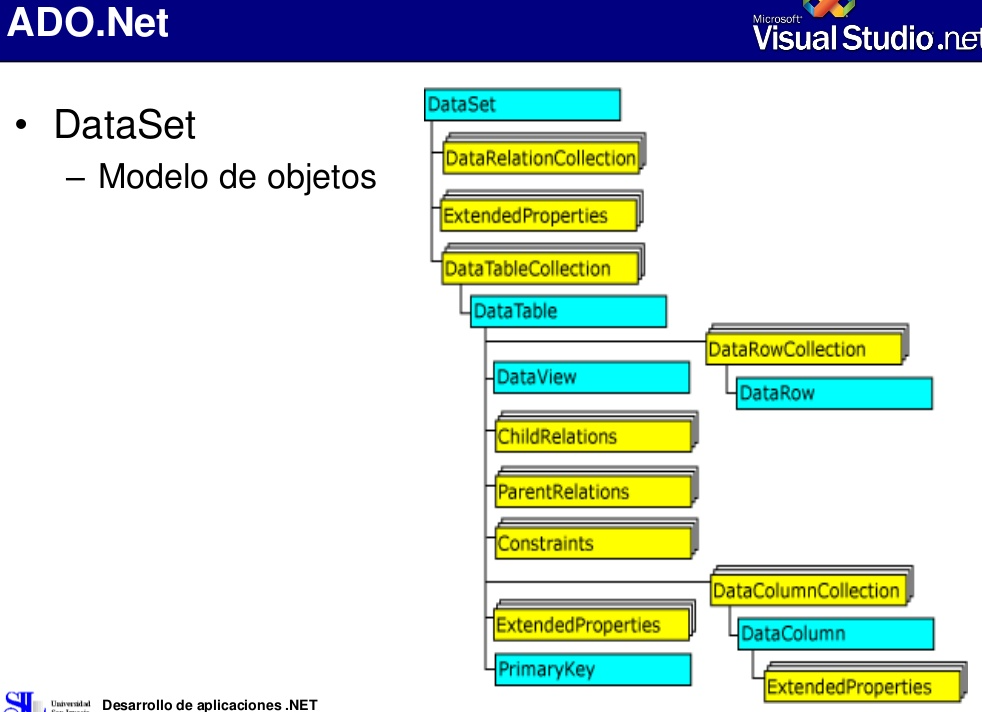 ADO.Net
Microsoft
Visual Studio.net
• DataSet
– Modelo de objetos
DataSet
DataRelationCollection
ExtendedProperties
DataTableCollection
DataTable
DataRowCollection
DataView
DataRow
ChildRelations
ParentRelations
Constraints
DataColumnCollection
ExtendedProperties
DataColumn
PrimaryKey
ExtendedProperties
Universidad
Desarrollo de aplicaciones .NET